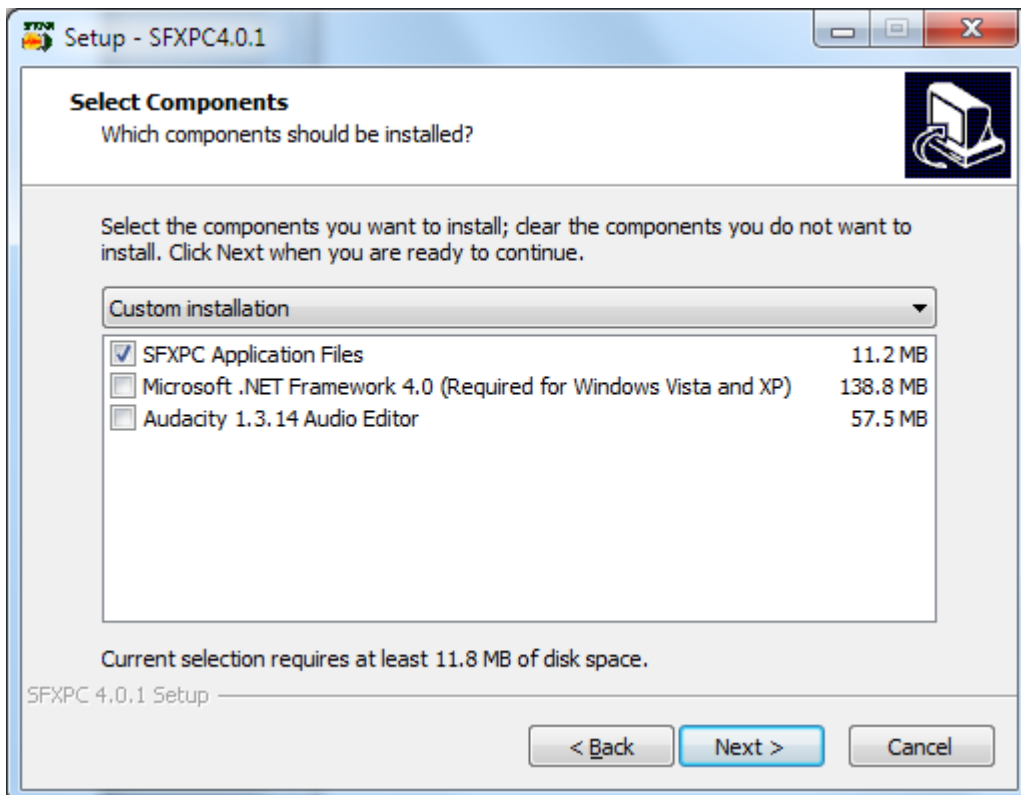 Setup - SFXPC4.0.1
Select Components
Which components should be installed?
Select the components you want to install; clear the components you do not want to
install. Click Next when you are ready to continue.
Custom installation
SFXPC Application Files 11.2 MB
Microsoft .NET Framework 4.0 (Required for Windows Vista and XP) 138.8 MB
Audacity 1.3.14 Audio Editor 57.5 MB
Current selection requires at least 11.8 MB of disk space.
SFXPC 4.0.1 Setup
< Back Next > Cancel